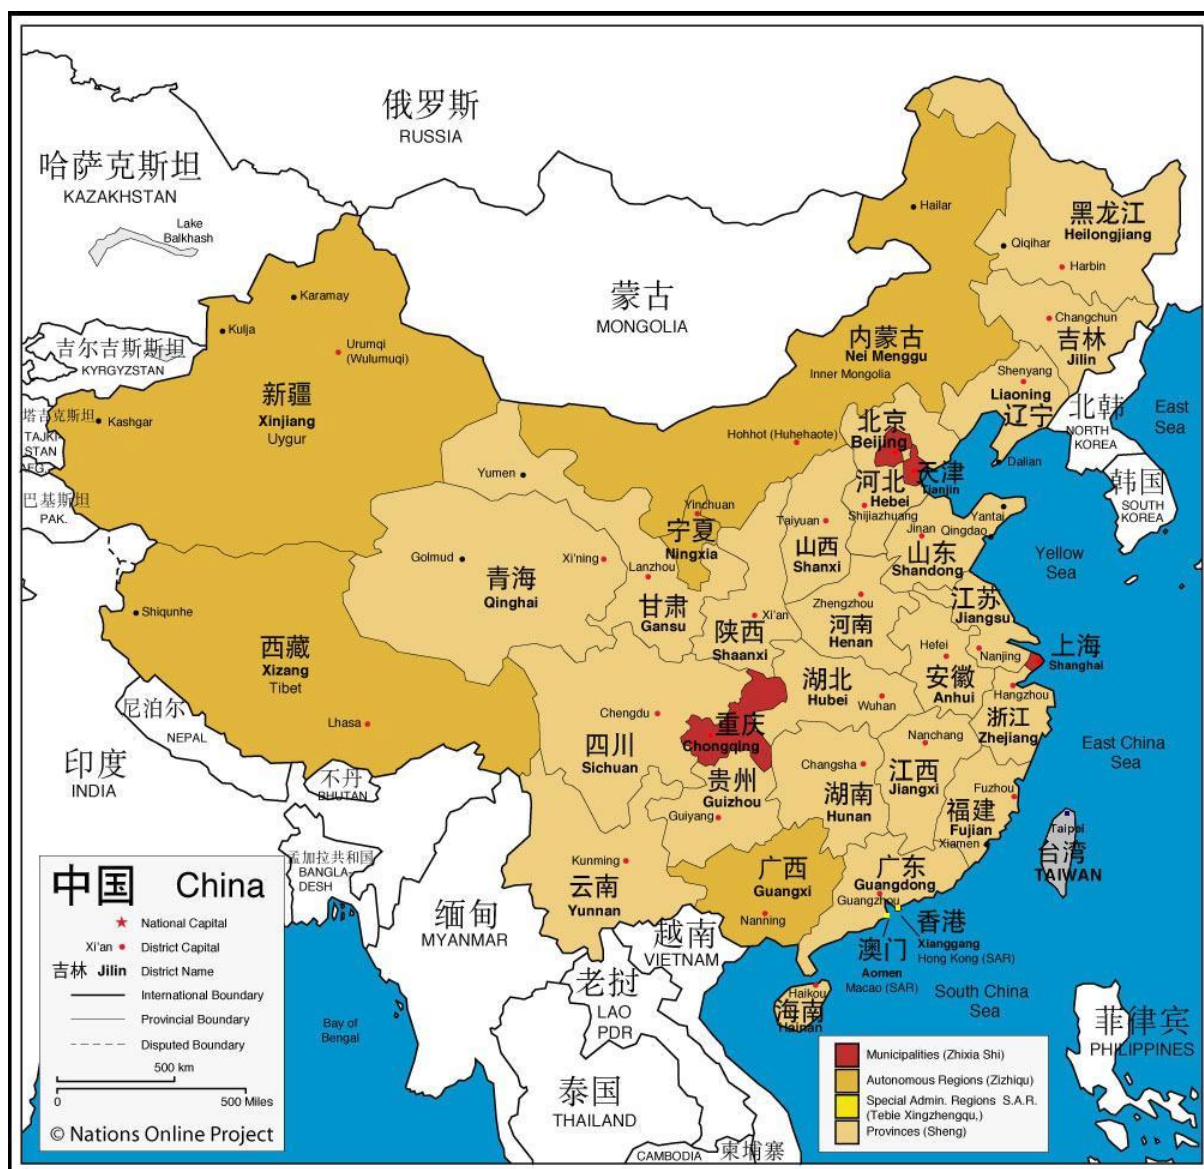 俄罗斯
RUSSIA
哈萨克斯坦
KAZAKHSTAN
Lake
Balkhash
Hailar
黑龙江
Heilongjiang
Qiqihar
Harbin
蒙古
MONGOLIA
Karamay
Kulja
Urumqi
(Wulumuqi)
Changchun
吉林
Jilin
吉尔吉斯斯坦
KYRGYZSTAN
内蒙古
Nei Menggu
Inner Mongolia
Shenyang
Liaoning
辽宁
新疆
Xinjiang
Uygur
塔吉克斯坦
TAJKI-
STAN
AFG.
Kashgar
北京
Beijing
Hohhot (Huhehaote)
北韩
NORTH
KOREA
East
Sea
天津
Tianjin
Dalian
河北
Hebei
韩国
SOUTH
KOREA
巴基斯坦
PAK.
Yumen
Yinchuan
宁夏
Ningxia
Taiyuan
山西
Shanxi
Shijiazhuang
Jinan
Yantai
Qingdao
山东
Shandong
Yellow
Sea
Golmud
青海
Qinghai
Xi'ning
Lanzhou
甘肃
Gansu
Shiqunhe
西藏
Xizang
Tibet
Lhasa
陕西
Shaanxi
Xi'an
Zhengzhou
河南
Henan
江苏
Jiangsu
Hefei
安徽
Anhui
Nanjing
上海
Shanghai
Hangzhou
浙江
Zhejiang
湖北
Hubei
Wuhan
尼泊尔
NEPAL
Chengdu
四川
Sichuan
重庆
Chongqing
East China
Sea
印度
INDIA
不丹
BHUTAN
贵州
Guizhou
Guiyang
Changsha
湖南
Hunan
Nanchang
江西
Jiangxi
Fuzhou
福建
Fujian
Xiamen
Taipei
台湾
TAIWAN
孟加拉共和国
BANGLA-
DESH
Kunming
云南
Yunnan
广西
Guangxi
Nanning
广东
Guangdong
Guangzhou
香港
Xianggang
Hong Kong (SAR)
澳门
Aomen
Macao (SAR)
缅甸
MYANMAR
越南
VIETNAM
老挝
LAO
PDR
Haikou
海南
Hainan
South China
Sea
菲律宾
PHILIPPINES
Bay of
Bengal
泰国
THAILAND
CAMBODIA
柬埔寨
中国 China
National Capital
Xi'an District Capital
吉林 Jilin District Name
International Boundary
Provincial Boundary
Disputed Boundary
500 km
0 500 Miles
© Nations Online Project
Municipalities (Zhixia Shi)
Autonomous Regions (Zizhiqu)
Special Admin. Regions S.A.R.
(Tebie Xingzhengqu,)
Provinces (Sheng)